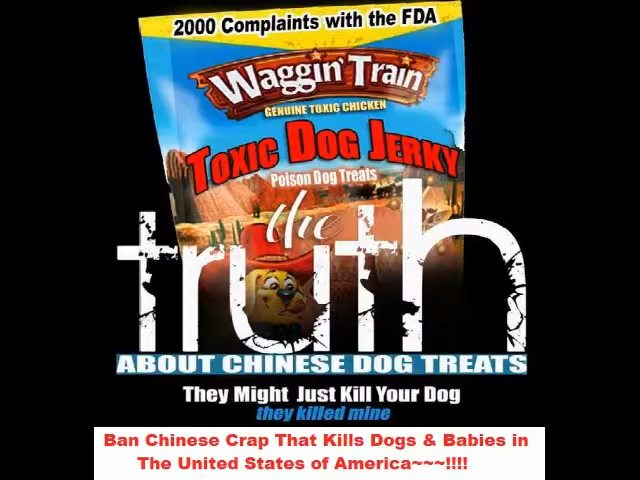 2000 Complaints with the FDA
Waggin' Train
GENUINE TOXIC CHICKEN
TOXIC DOG JERKY
Poison Dog Treats
the
truth
ABOUT CHINESE DOG TREATS
They Might Just Kill Your Dog
they killed mine
Ban Chinese Crap That Kills Dogs & Babies in
The United States of America~~~!!!!